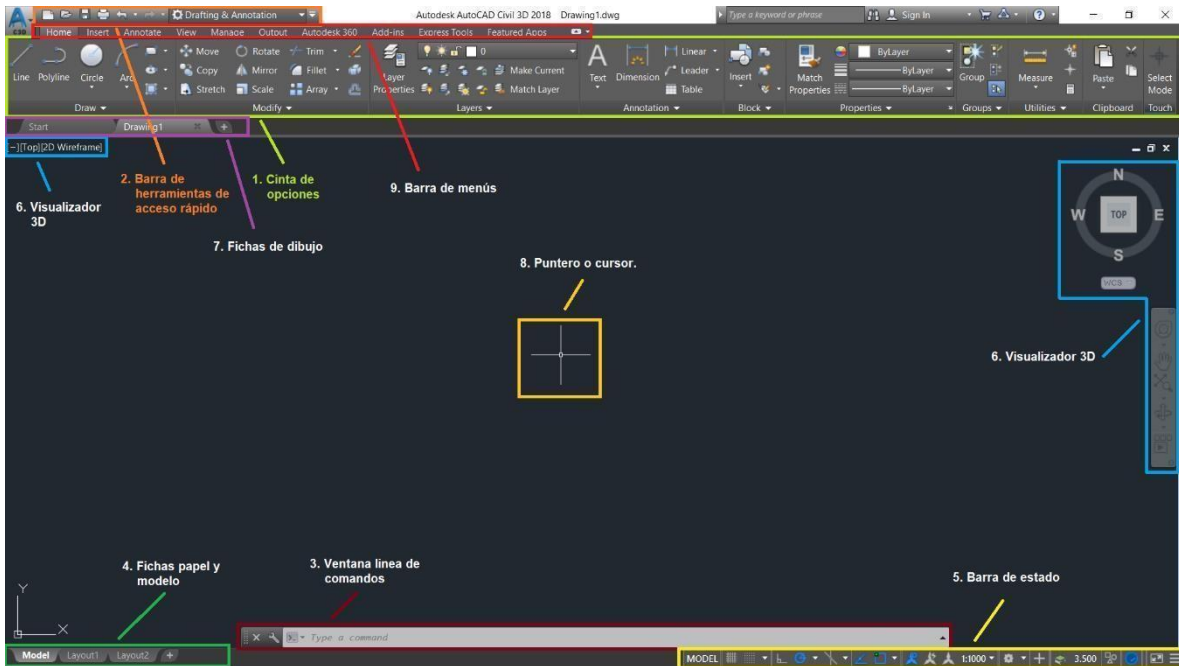 Drafting & Annotation
Autodesk AutoCAD Civil 3D 2018 Drawing1.dwg
Type a keyword or phrase
Sign In
C3D
Home Insert Annotate View Manage Output Autodesk 360 Add-ins Express Tools Featured Apps
Line Polyline Circle Arc
Move Rotate Trim
Copy Mirror Fillet
Stretch Scale Array
Layer
Properties
0
Make Current
Match Layer
Text Dimension
Linear
Leader
Table
Insert
Match
Properties
ByLayer
ByLayer
ByLayer
Group
Measure
Paste
Select
Mode
Draw Modify Layers Annotation Block Properties Groups Utilities Clipboard Touch
Start Drawing1
[−][Top][2D Wireframe]
2. Barra de
herramientas de
acceso rápido
1. Cinta de
opciones
9. Barra de menús
6. Visualizador
3D
7. Fichas de dibujo
N
W TOP E
S
WCS
8. Puntero o cursor.
6. Visualizador 3D
4. Fichas papel y
modelo
3. Ventana linea de
comandos
5. Barra de estado
Y
X
Type a command
Model Layout1 Layout2
MODEL 1:1000 3.500